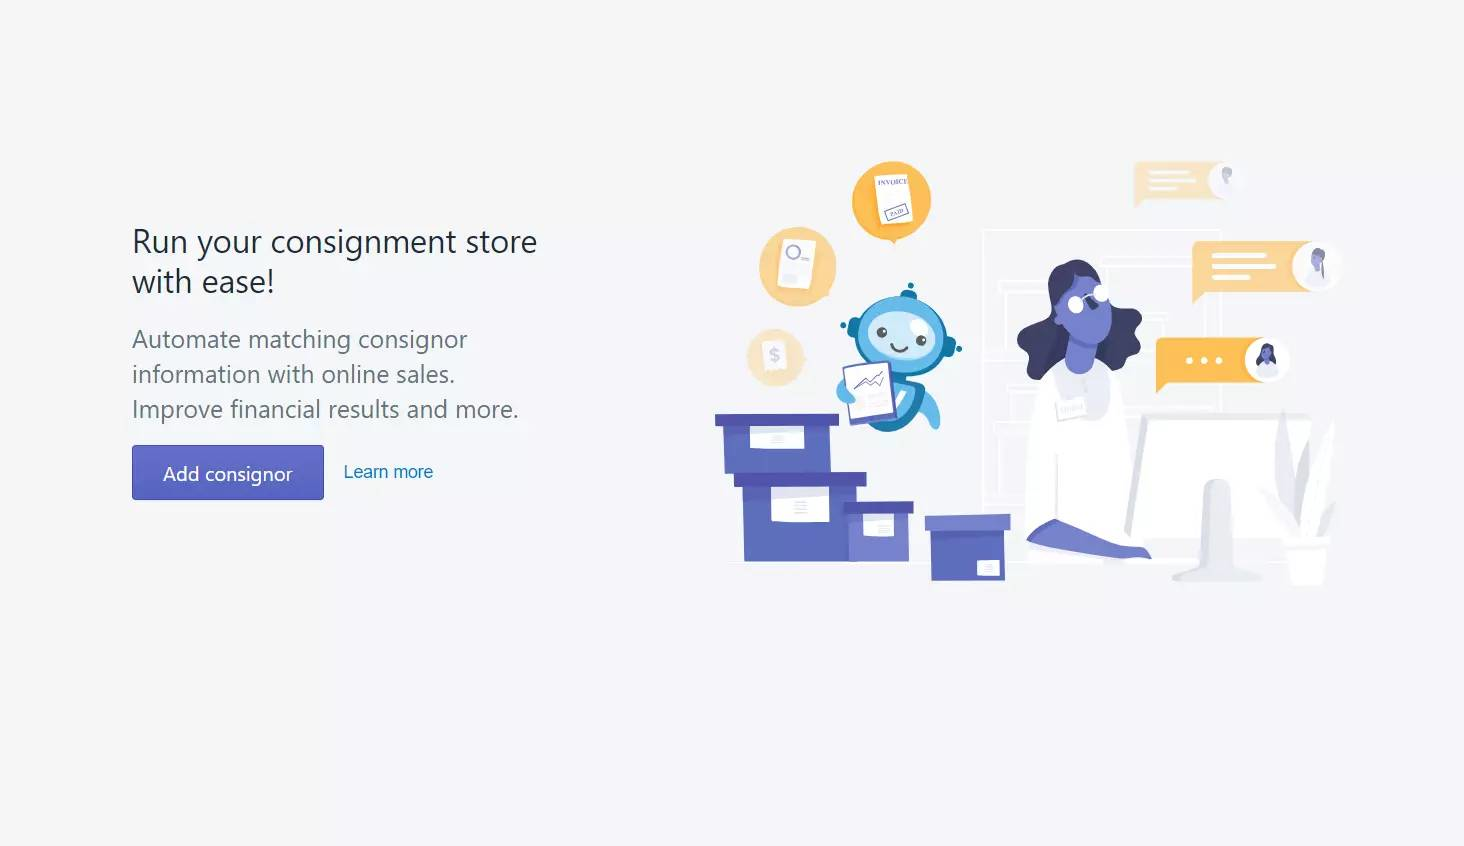 Run your consignment store
with ease!
Automate matching consignor
information with online sales.
Improve financial results and more.
Add consignor
Learn more
INVOICE
PAID
$